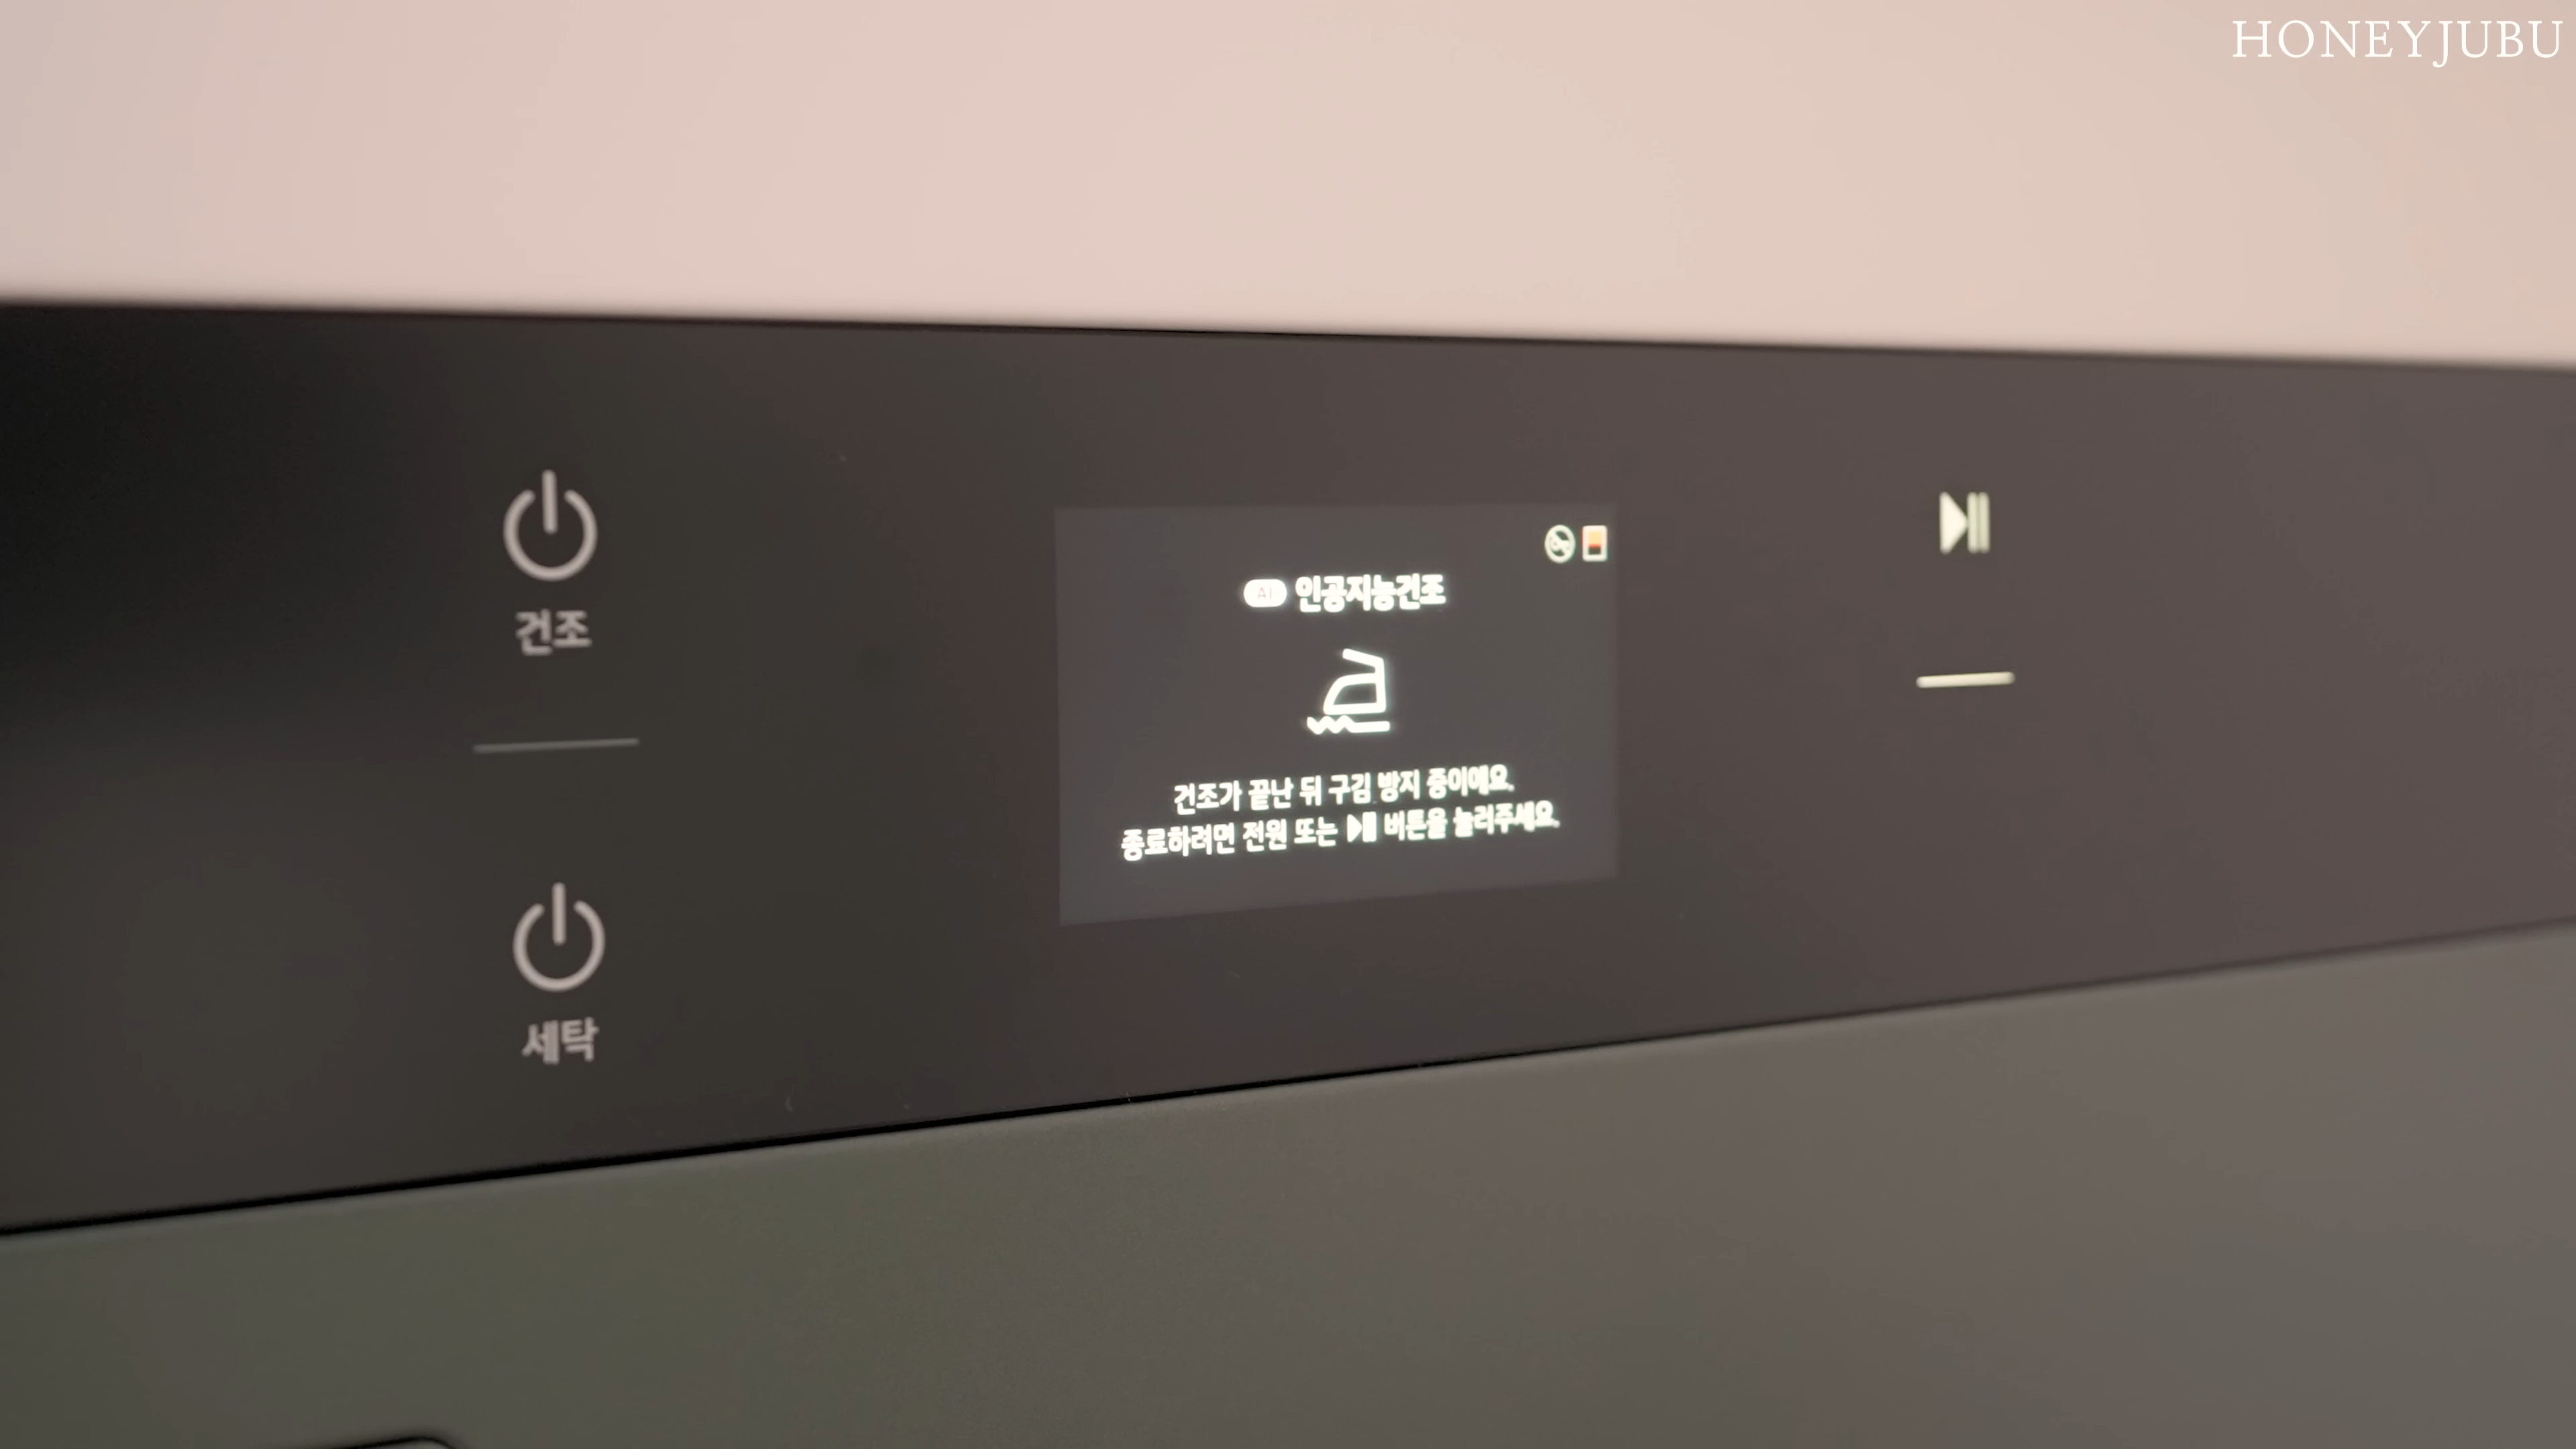 HONEYJUBU
건조
AI 인공지능건조
건조가 끝난 뒤 구김 방지 중이에요.
종료하려면 전원 또는 ▶II 버튼을 눌러주세요.
세탁